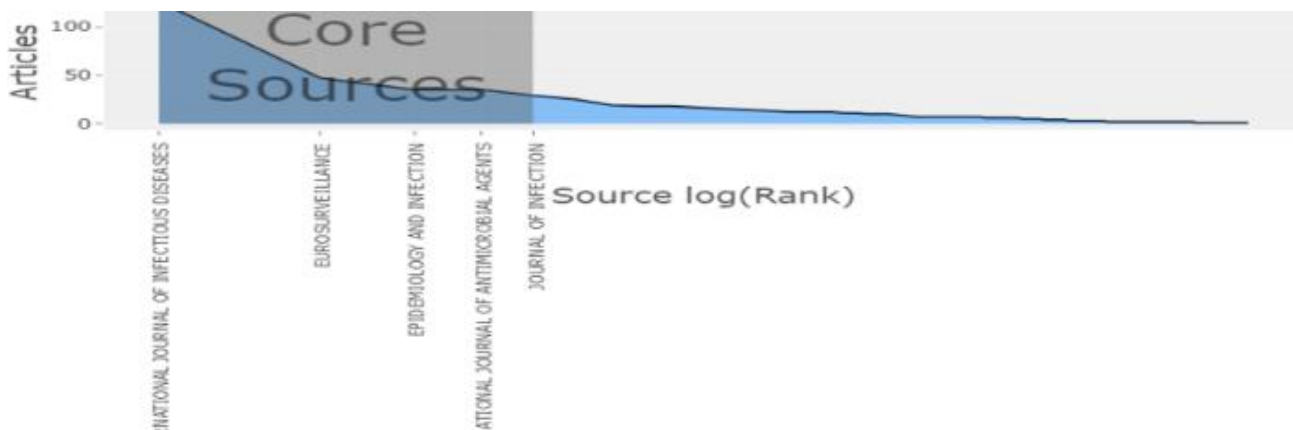 Articles
100
50
0
Core
Sources
RNATIONAL JOURNAL OF INFECTIOUS DISEASES
EUROSURVEILLANCE
EPIDEMIOLOGY AND INFECTION
ATIONAL JOURNAL OF ANTIMICROBIAL AGENTS
JOURNAL OF INFECTION
Source log(Rank)